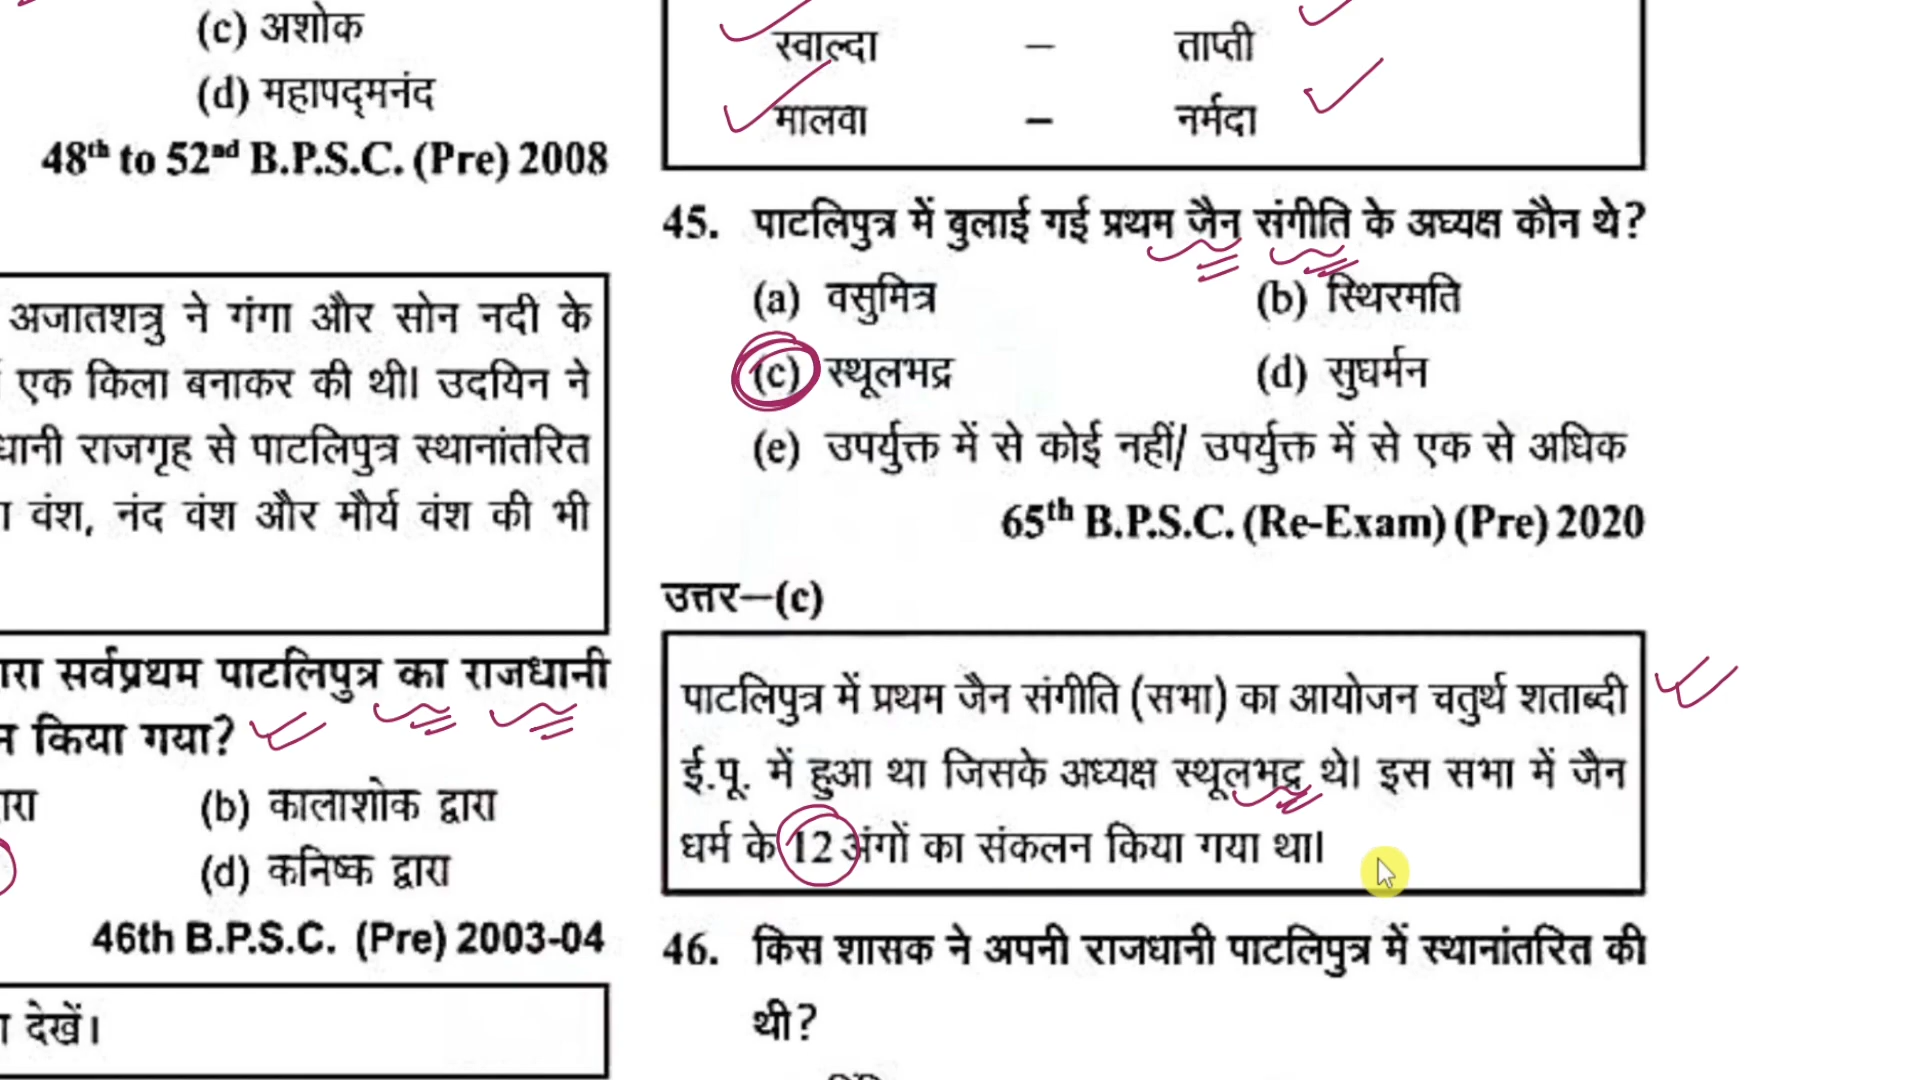 (c) अशोक
(d) महापद्मनंद
48th to 52nd B.P.S.C. (Pre) 2008
अजातशत्रु ने गंगा और सोन नदी के
एक किला बनाकर की थी। उदयिन ने
धानी राजगृह से पाटलिपुत्र स्थानांतरित
वंश, नंद वंश और मौर्य वंश की भी
सर्वप्रथम पाटलिपुत्र का राजधानी
किया गया?
(b) कालाशोक द्वारा
(d) कनिष्क द्वारा
46th B.P.S.C. (Pre) 2003-04
देखें।
स्वाल्दा – ताप्ती
मालवा – नर्मदा
45. पाटलिपुत्र में बुलाई गई प्रथम जैन संगीति के अध्यक्ष कौन थे?
(a) वसुमित्र (b) स्थिरमति
(c) स्थूलभद्र (d) सुधर्मन
(e) उपर्युक्त में से कोई नहीं/ उपर्युक्त में से एक से अधिक
65th B.P.S.C. (Re-Exam) (Pre) 2020
उत्तर—(c)
पाटलिपुत्र में प्रथम जैन संगीति (सभा) का आयोजन चतुर्थ शताब्दी
ई.पू. में हुआ था जिसके अध्यक्ष स्थूलभद्र थे। इस सभा में जैन
धर्म के 12 अंगों का संकलन किया गया था।
46. किस शासक ने अपनी राजधानी पाटलिपुत्र में स्थानांतरित की
थी?